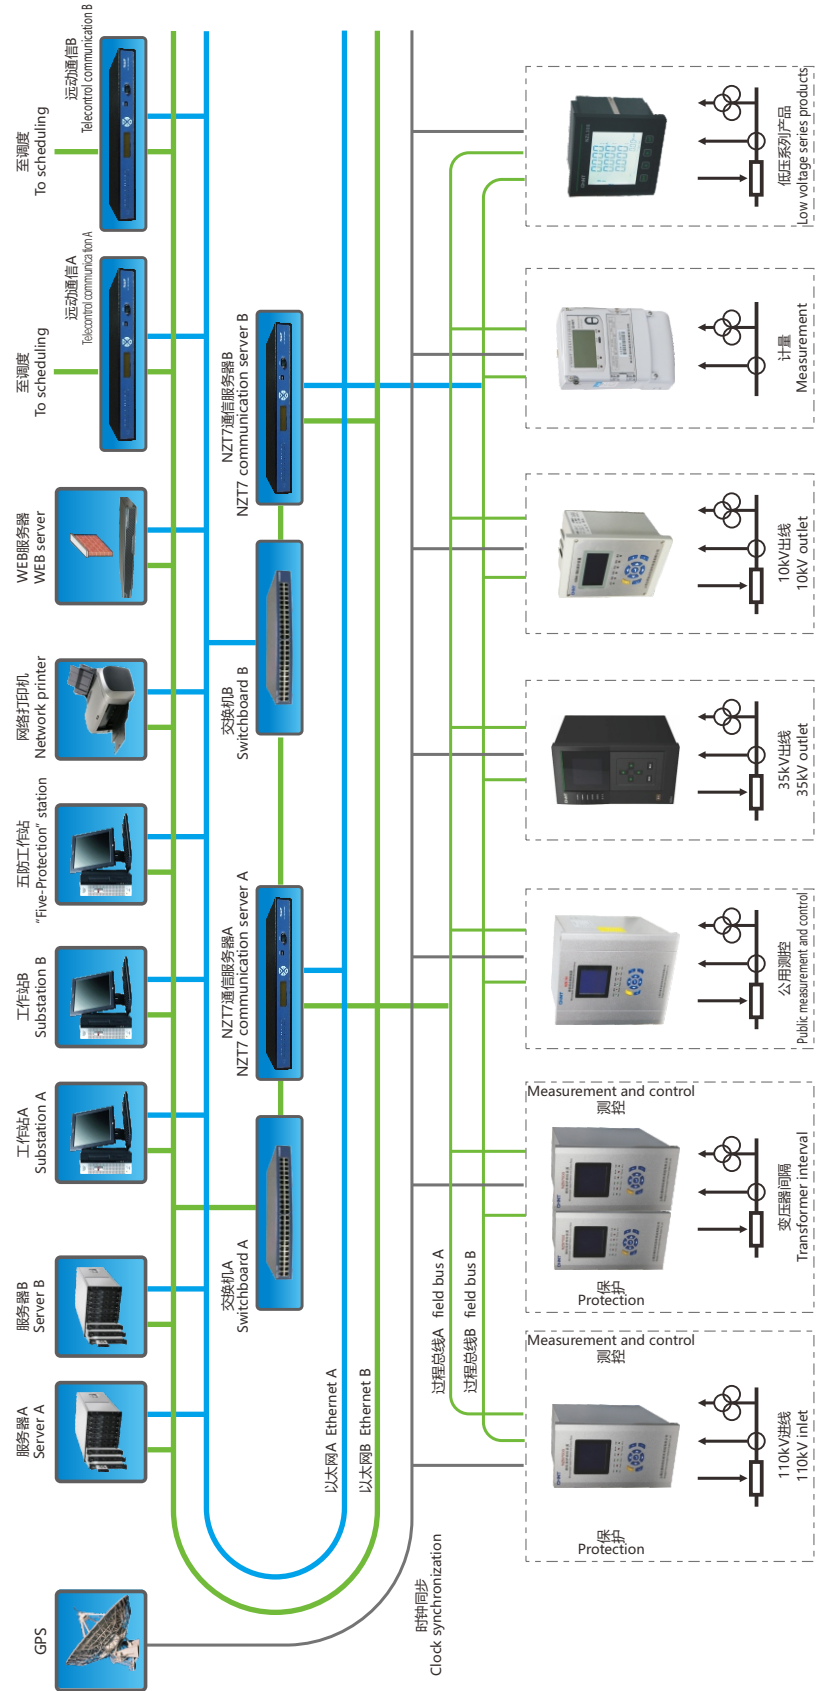 GPS
服务器A
Server A
服务器B
Server B
工作站A
Substation A
工作站B
Substation B
五防工作站
“Five-Protection” station
网络打印机
Network printer
WEB服务器
WEB server
至调度
To scheduling
远动通信A
Telecontrol communication A
至调度
To scheduling
远动通信B
Telecontrol communication B
交换机A
Switchboard A
NZT7通信服务器A
NZT7 communication server A
交换机B
Switchboard B
NZT7通信服务器B
NZT7 communication server B
以太网A Ethernet A
以太网B Ethernet B
时钟同步
Clock synchronization
过程总线A field bus A
过程总线B field bus B
保护
Protection
Measurement and control
测控
110kV进线
110kV inlet
保护
Protection
Measurement and control
测控
变压器间隔
Transformer interval
公用测控
Public measurement and control
35kV出线
35kV outlet
10kV出线
10kV outlet
计量
Measurement
低压系列产品
Low voltage series products